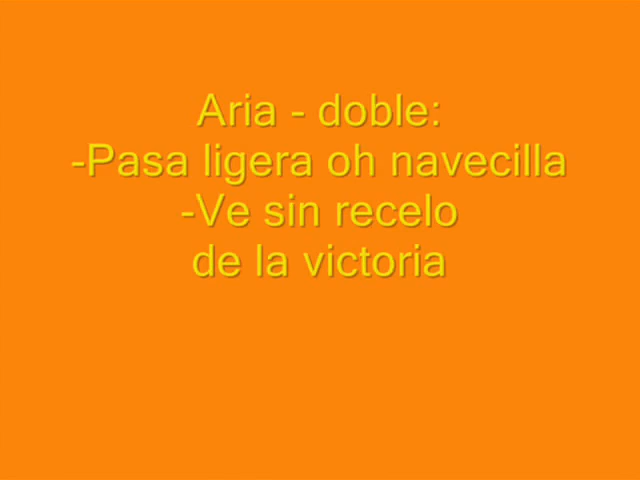 Aria - doble:
-Pasa ligera oh navecilla
-Ve sin recelo
de la victoria